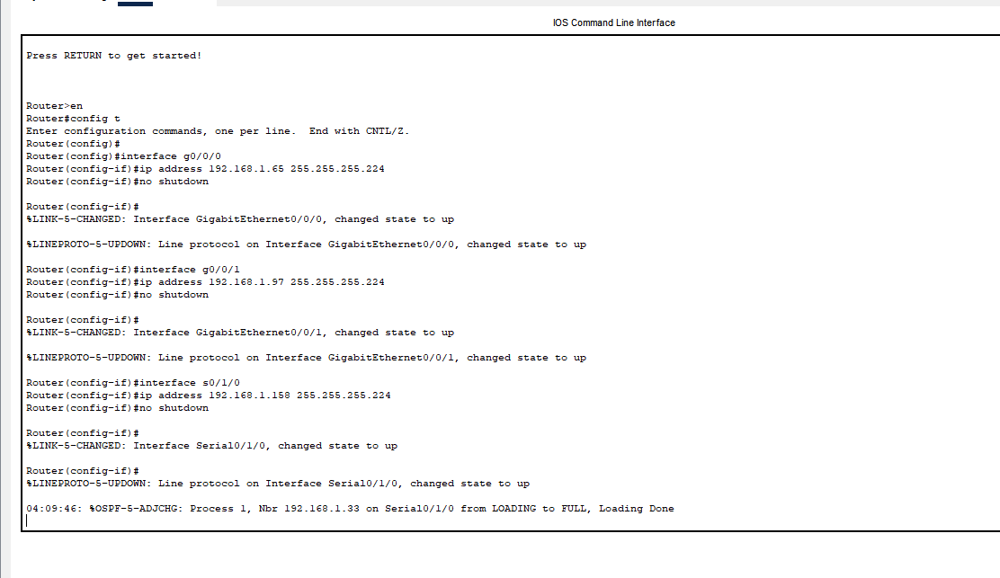 IOS Command Line Interface
Press RETURN to get started!
Router>en
Router#config t
Enter configuration commands, one per line.  End with CNTL/Z.
Router(config)#
Router(config)#interface g0/0/0
Router(config-if)#ip address 192.168.1.65 255.255.255.224
Router(config-if)#no shutdown
Router(config-if)#
%LINK-5-CHANGED: Interface GigabitEthernet0/0/0, changed state to up
%LINEPROTO-5-UPDOWN: Line protocol on Interface GigabitEthernet0/0/0, changed state to up
Router(config-if)#interface g0/0/1
Router(config-if)#ip address 192.168.1.97 255.255.255.224
Router(config-if)#no shutdown
Router(config-if)#
%LINK-5-CHANGED: Interface GigabitEthernet0/0/1, changed state to up
%LINEPROTO-5-UPDOWN: Line protocol on Interface GigabitEthernet0/0/1, changed state to up
Router(config-if)#interface s0/1/0
Router(config-if)#ip address 192.168.1.158 255.255.255.224
Router(config-if)#no shutdown
Router(config-if)#
%LINK-5-CHANGED: Interface Serial0/1/0, changed state to up
Router(config-if)#
%LINEPROTO-5-UPDOWN: Line protocol on Interface Serial0/1/0, changed state to up
04:09:46: %OSPF-5-ADJCHG: Process 1, Nbr 192.168.1.33 on Serial0/1/0 from LOADING to FULL, Loading Done